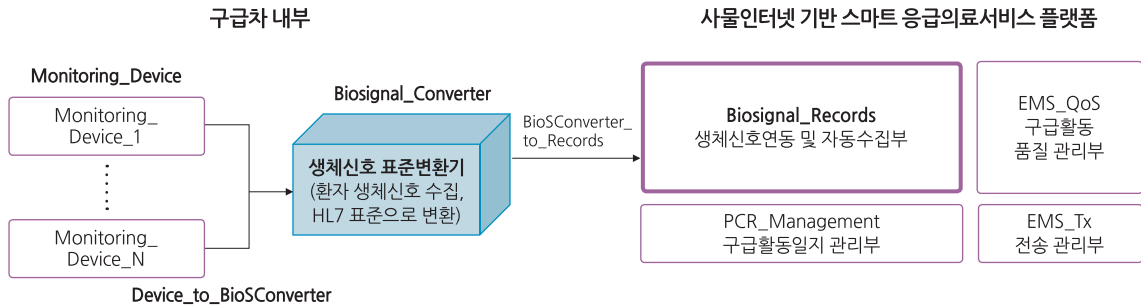 구급차 내부
사물인터넷 기반 스마트 응급의료서비스 플랫폼
Monitoring_Device
Monitoring_
Device_1
Monitoring_
Device_N
Device_to_BioSConverter
Biosignal_Converter
생체신호 표준변환기
(환자 생체신호 수집,
HL7 표준으로 변환)
BioSConverter_
to_Records
Biosignal_Records
생체신호연동 및 자동수집부
EMS_QoS
구급활동
품질 관리부
PCR_Management
구급활동일지 관리부
EMS_Tx
전송 관리부